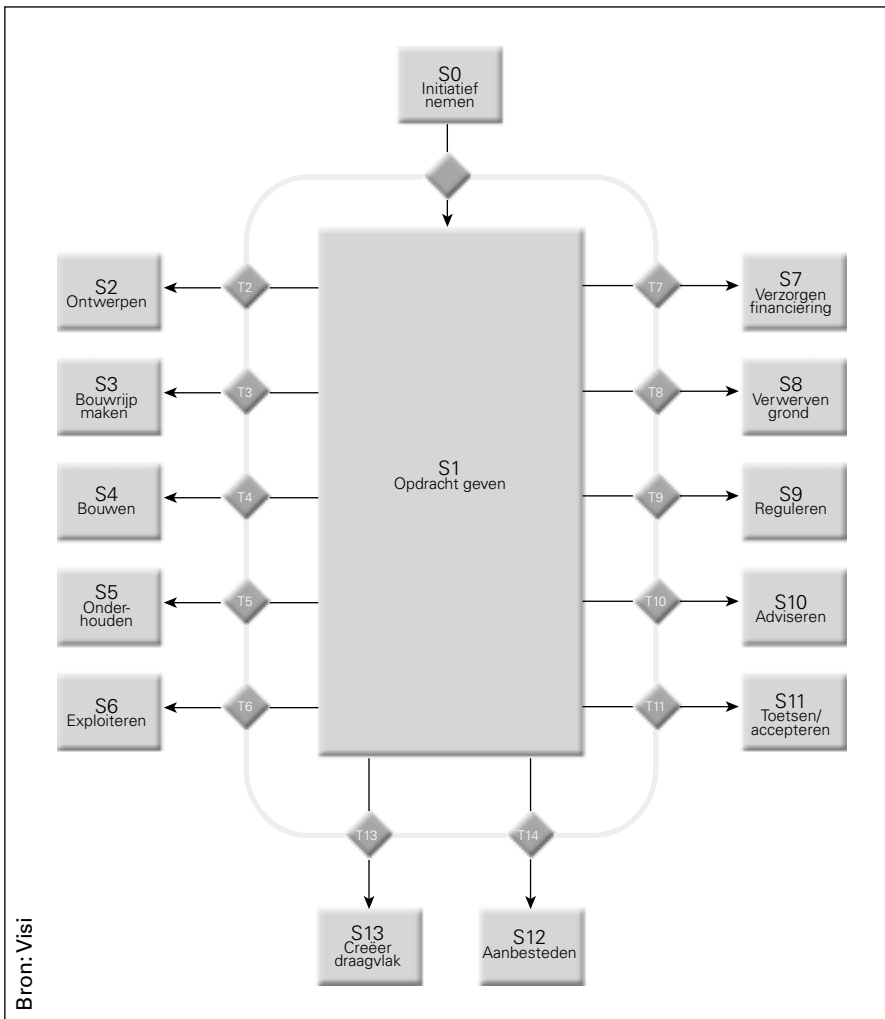 S0
Initiatief
nemen
S2
Ontwerpen
T2
T7
S7
Verzorgen
financiering
S3
Bouwrijp
maken
T3
T8
S8
Verwerven
grond
S1
Opdracht geven
S4
Bouwen
T4
T9
S9
Reguleren
S5
Onder-
houden
T5
T10
S10
Adviseren
S6
Exploiteren
T6
T11
S11
Toetsen/
accepteren
T13
T14
S13
Creëer
draagvlak
S12
Aanbesteden
Bron: Visi